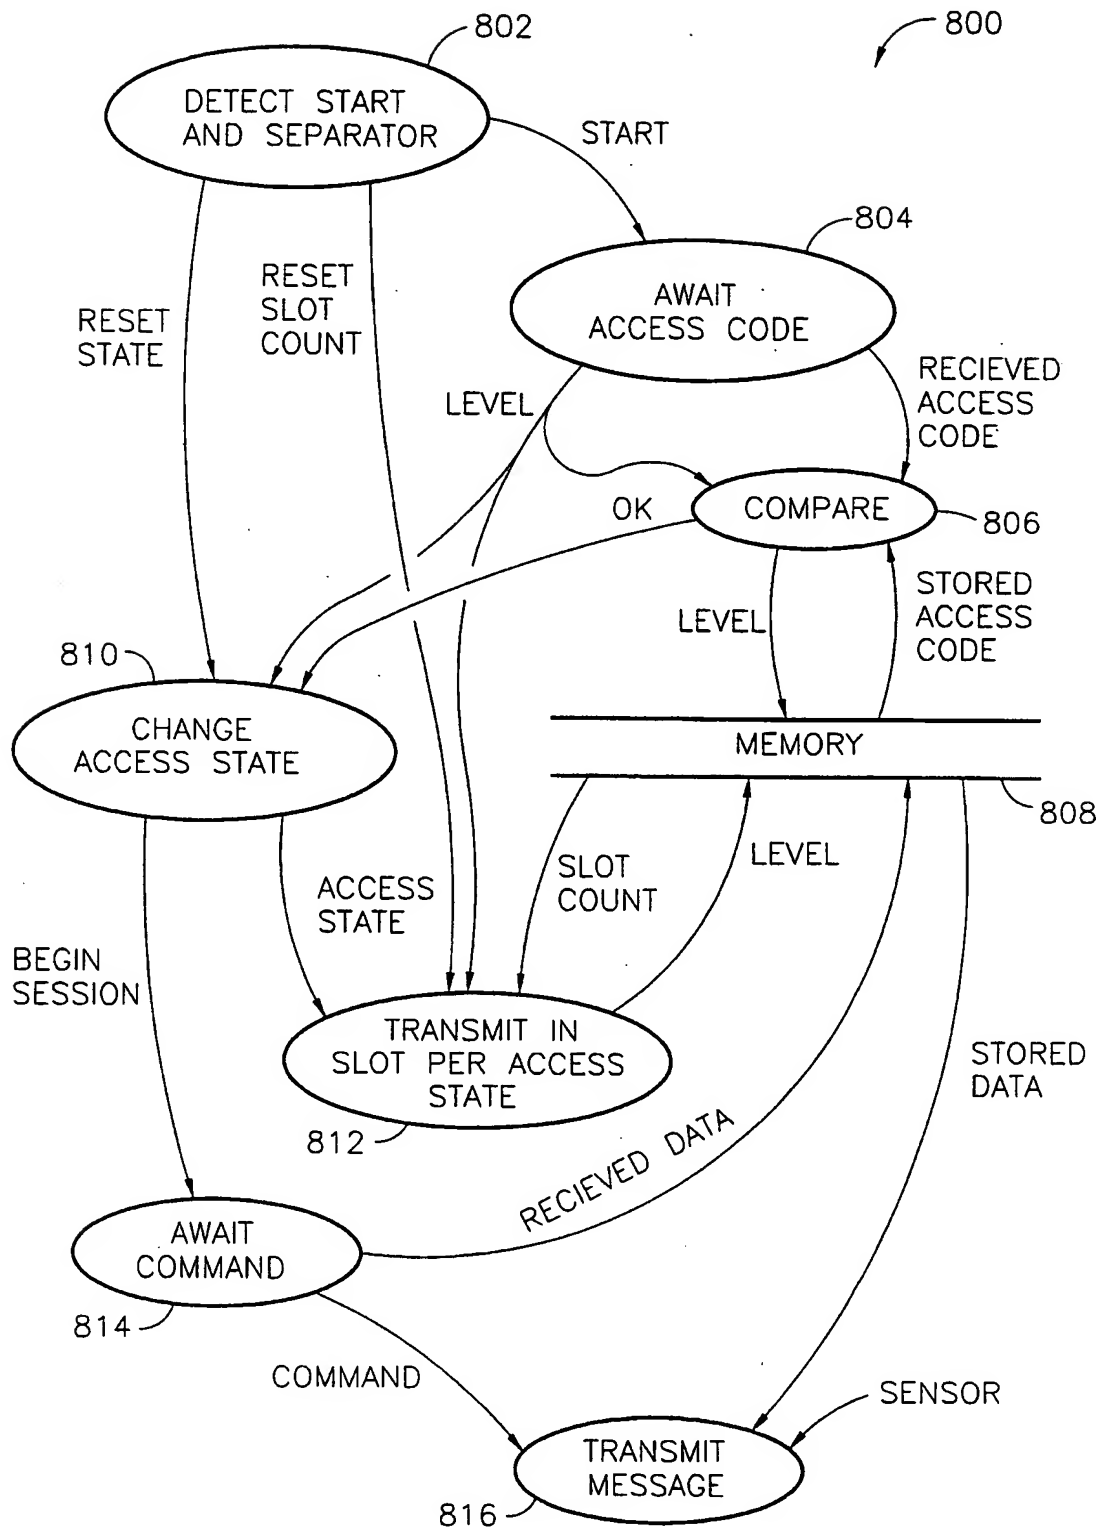 802
800
DETECT START
AND SEPARATOR
START
804
RESET
SLOT
COUNT
AWAIT
ACCESS CODE
RESET
STATE
LEVEL
RECIEVED
ACCESS
CODE
OK
COMPARE
806
LEVEL
STORED
ACCESS
CODE
810
CHANGE
ACCESS STATE
MEMORY
808
SLOT
COUNT
LEVEL
ACCESS
STATE
BEGIN
SESSION
TRANSMIT IN
SLOT PER ACCESS
STATE
812
STORED
DATA
RECIEVED DATA
AWAIT
COMMAND
814
COMMAND
SENSOR
TRANSMIT
MESSAGE
816